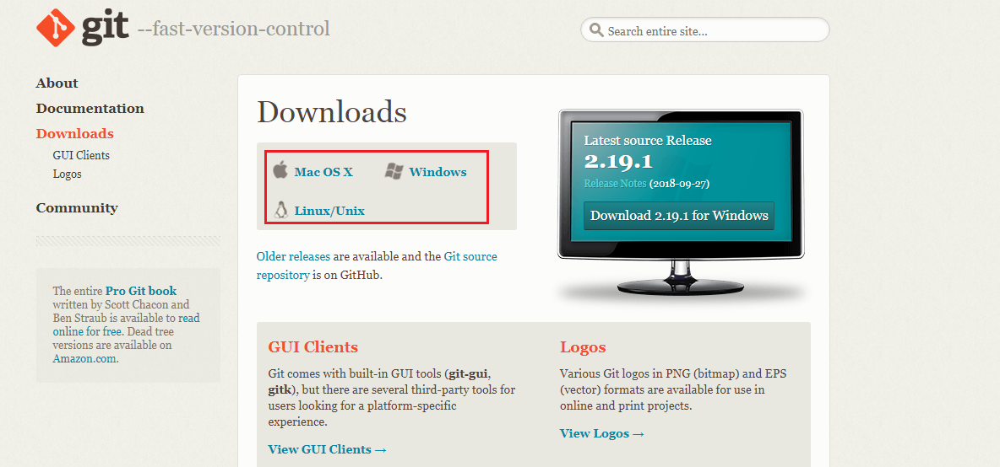 git --fast-version-control
Search entire site...
About
Documentation
Downloads
GUI Clients
Logos
Community
The entire Pro Git book
written by Scott Chacon and
Ben Straub is available to read
online for free. Dead tree
versions are available on
Amazon.com.
Downloads
Mac OS X
Windows
Linux/Unix
Older releases are available and the Git source
repository is on GitHub.
Latest source Release
2.19.1
Release Notes (2018-09-27)
Download 2.19.1 for Windows
GUI Clients
Git comes with built-in GUI tools (git-gui,
gitk), but there are several third-party tools for
users looking for a platform-specific
experience.
View GUI Clients →
Logos
Various Git logos in PNG (bitmap) and EPS
(vector) formats are available for use in
online and print projects.
View Logos →